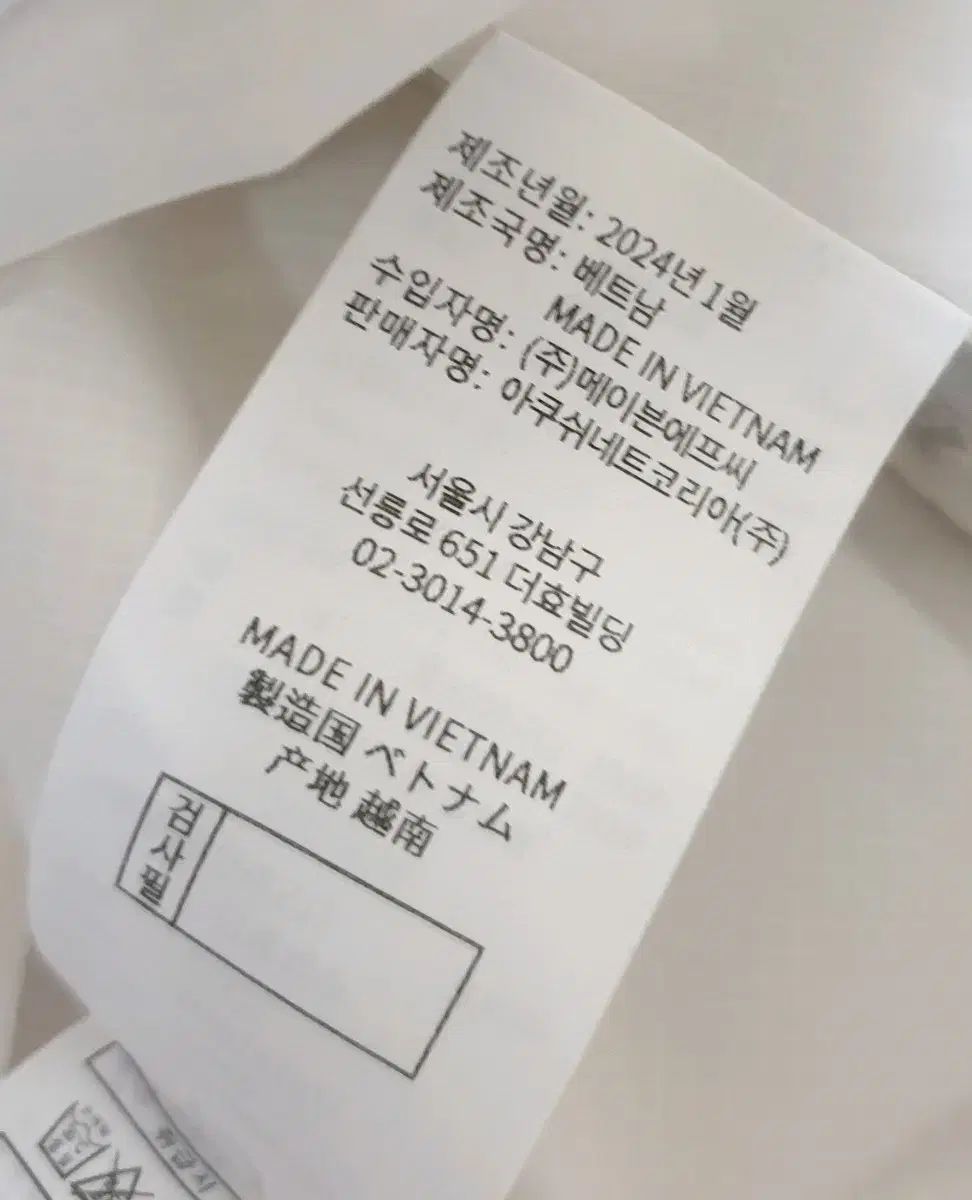 제조년월: 2024년 1월
제조국명: 베트남
MADE IN VIETNAM
수입자명: (주)메이븐에프씨
판매자명: 아쿠쉬네트코리아(주)
서울시 강남구
선릉로 651 더효빌딩
02-3014-3800
MADE IN VIETNAM
製造国 ベトナム
产地 越南
검사필